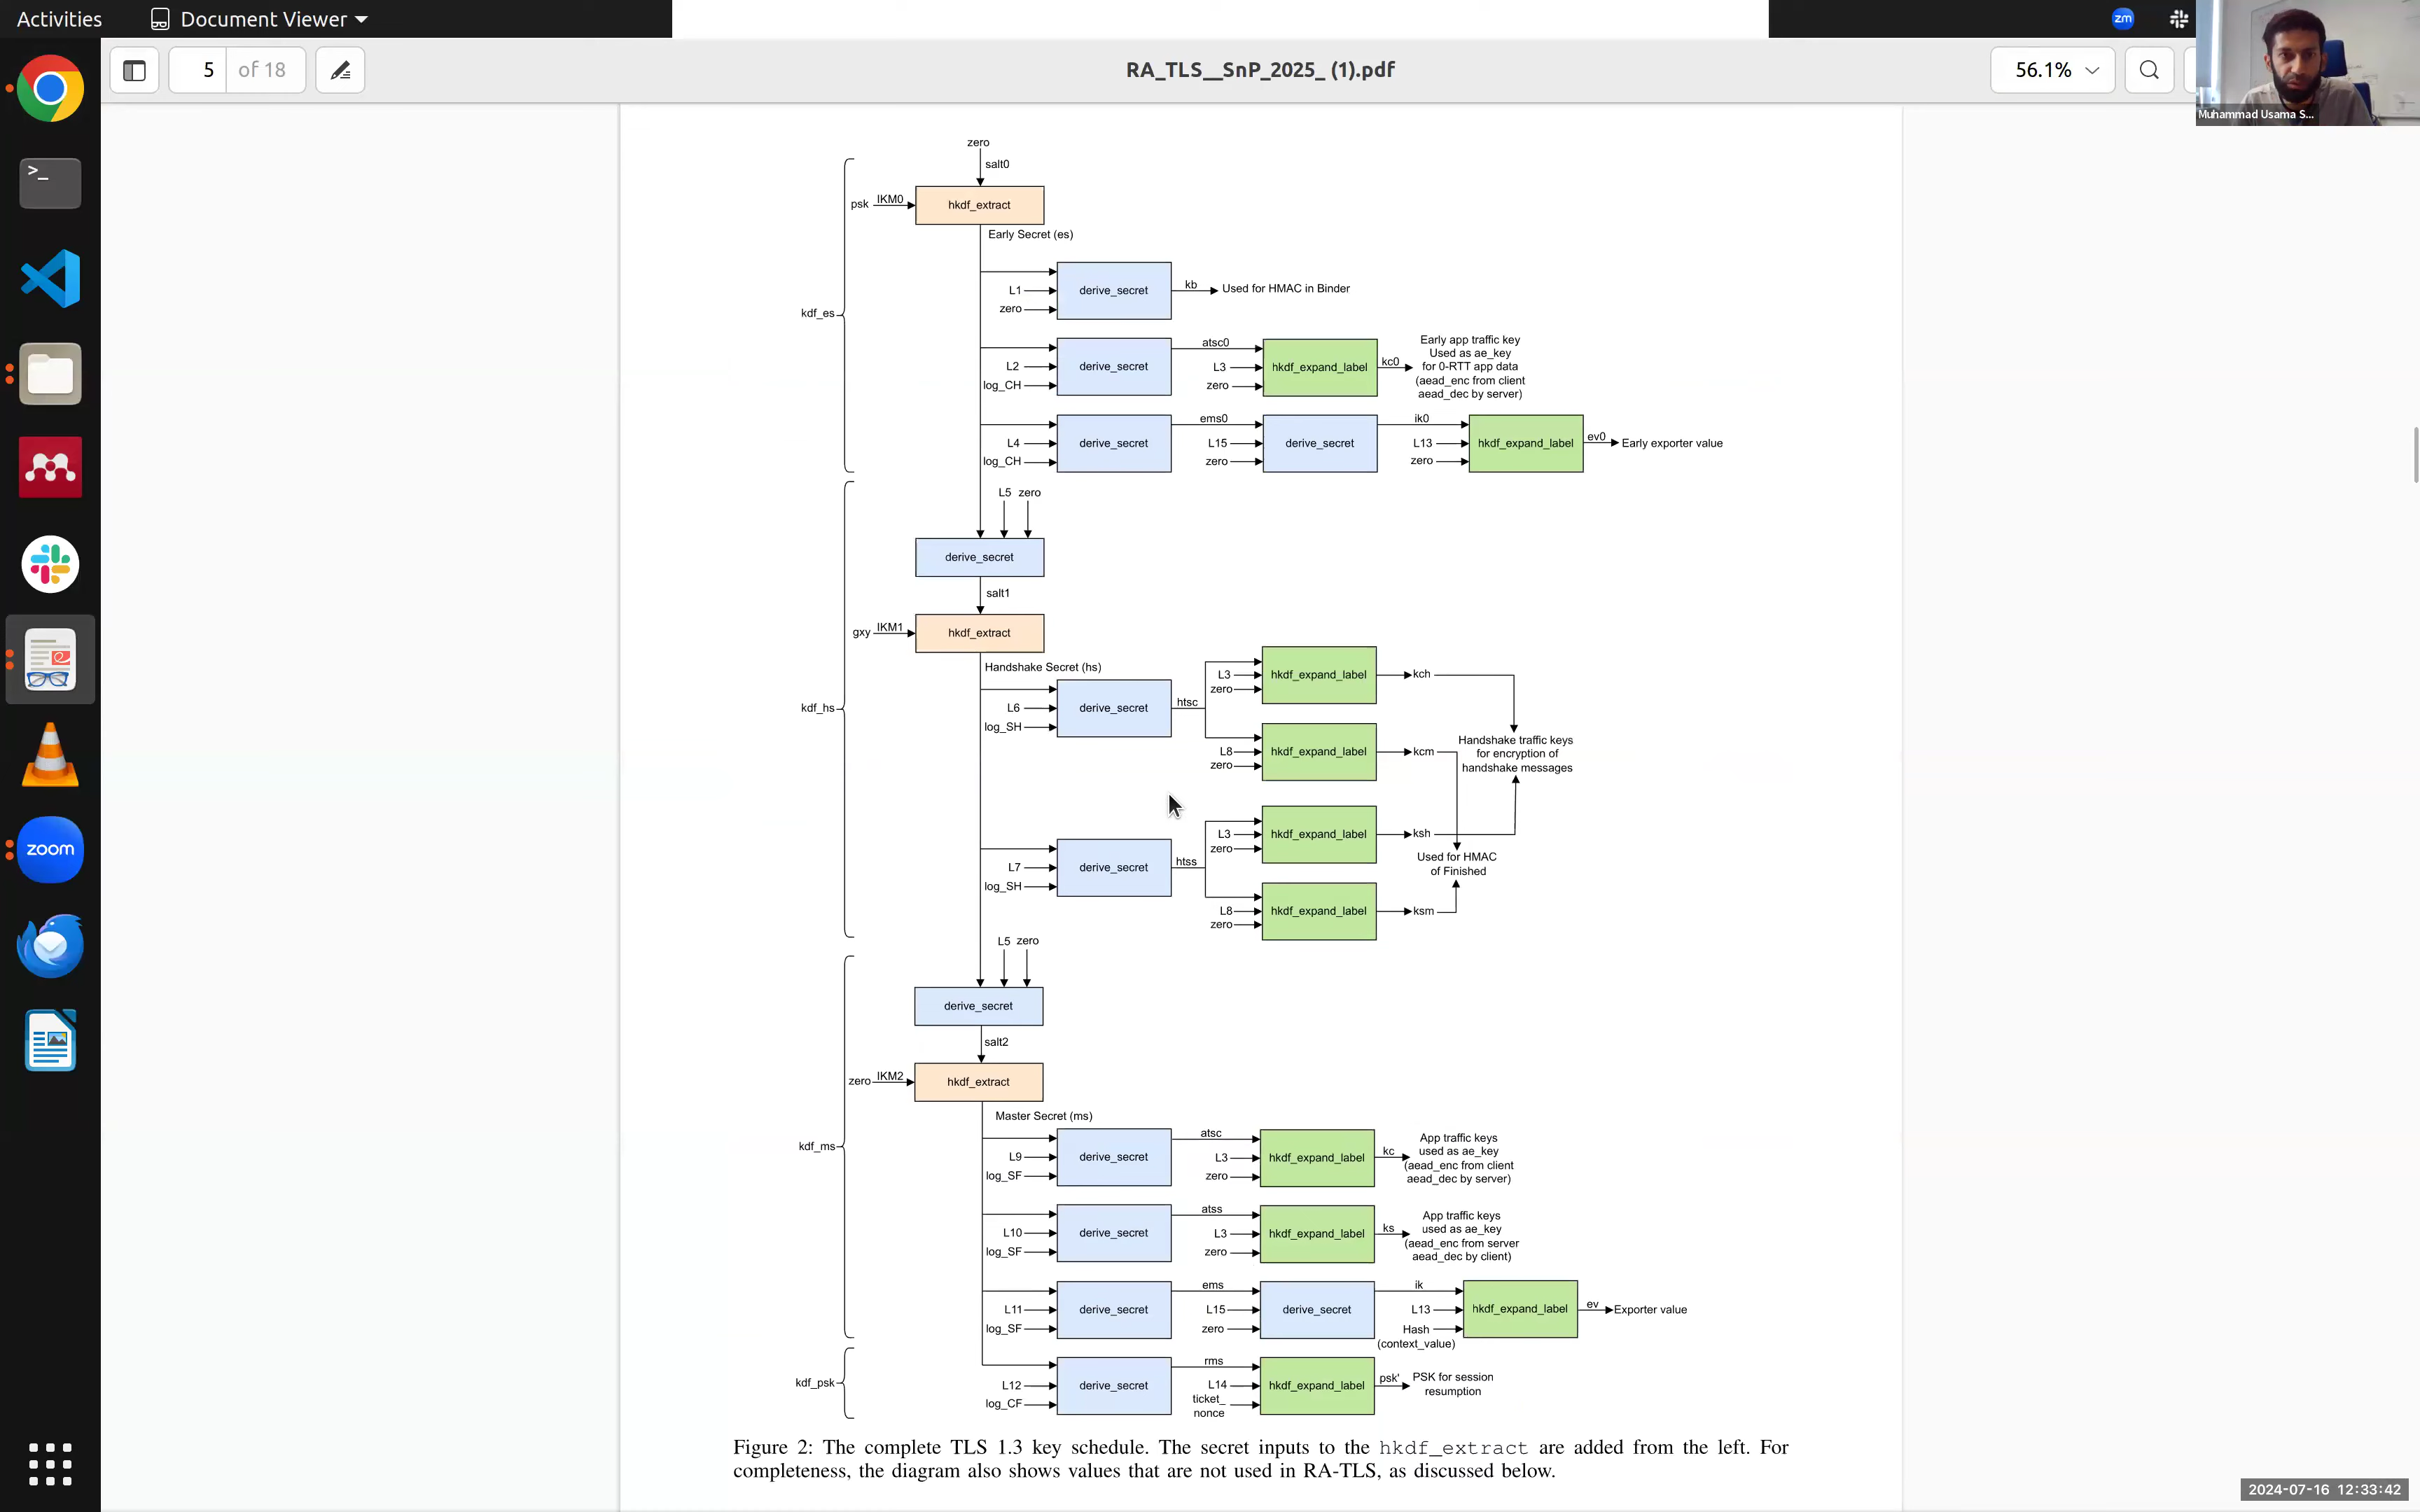 Activities
Document Viewer
zm
5
of 18
RA_TLS__SnP_2025_ (1).pdf
56.1%
Muhammad Usama S...
zero
salt0
psk
IKM0
hkdf_extract
Early Secret (es)
kdf_es
L1
zero
derive_secret
kb
Used for HMAC in Binder
L2
log_CH
derive_secret
atsc0
L3
zero
hkdf_expand_label
kc0
Early app traffic key
Used as ae_key
for 0-RTT app data
(aead_enc from client
aead_dec by server)
L4
log_CH
derive_secret
ems0
L15
zero
derive_secret
ik0
L13
zero
hkdf_expand_label
ev0
Early exporter value
L5 zero
derive_secret
salt1
gxy
IKM1
hkdf_extract
Handshake Secret (hs)
kdf_hs
L6
log_SH
derive_secret
htsc
L3
zero
hkdf_expand_label
kch
L8
zero
hkdf_expand_label
kcm
Handshake traffic keys
for encryption of
handshake messages
L7
log_SH
derive_secret
htss
L3
zero
hkdf_expand_label
ksh
Used for HMAC
of Finished
L8
zero
hkdf_expand_label
ksm
L5 zero
derive_secret
salt2
zero
IKM2
hkdf_extract
Master Secret (ms)
kdf_ms
L9
log_SF
derive_secret
atsc
L3
zero
hkdf_expand_label
kc
App traffic keys
used as ae_key
(aead_enc from client
aead_dec by server)
L10
log_SF
derive_secret
atss
L3
zero
hkdf_expand_label
ks
App traffic keys
used as ae_key
(aead_enc from server
aead_dec by client)
L11
log_SF
derive_secret
ems
L15
zero
derive_secret
ik
L13
Hash
(context_value)
hkdf_expand_label
ev
Exporter value
kdf_psk
L12
log_CF
derive_secret
rms
L14
ticket_
nonce
hkdf_expand_label
psk'
PSK for session
resumption
Figure 2: The complete TLS 1.3 key schedule. The secret inputs to the hkdf_extract are added from the left. For
completeness, the diagram also shows values that are not used in RA-TLS, as discussed below.
zoom
2024-07-16 12:33:42